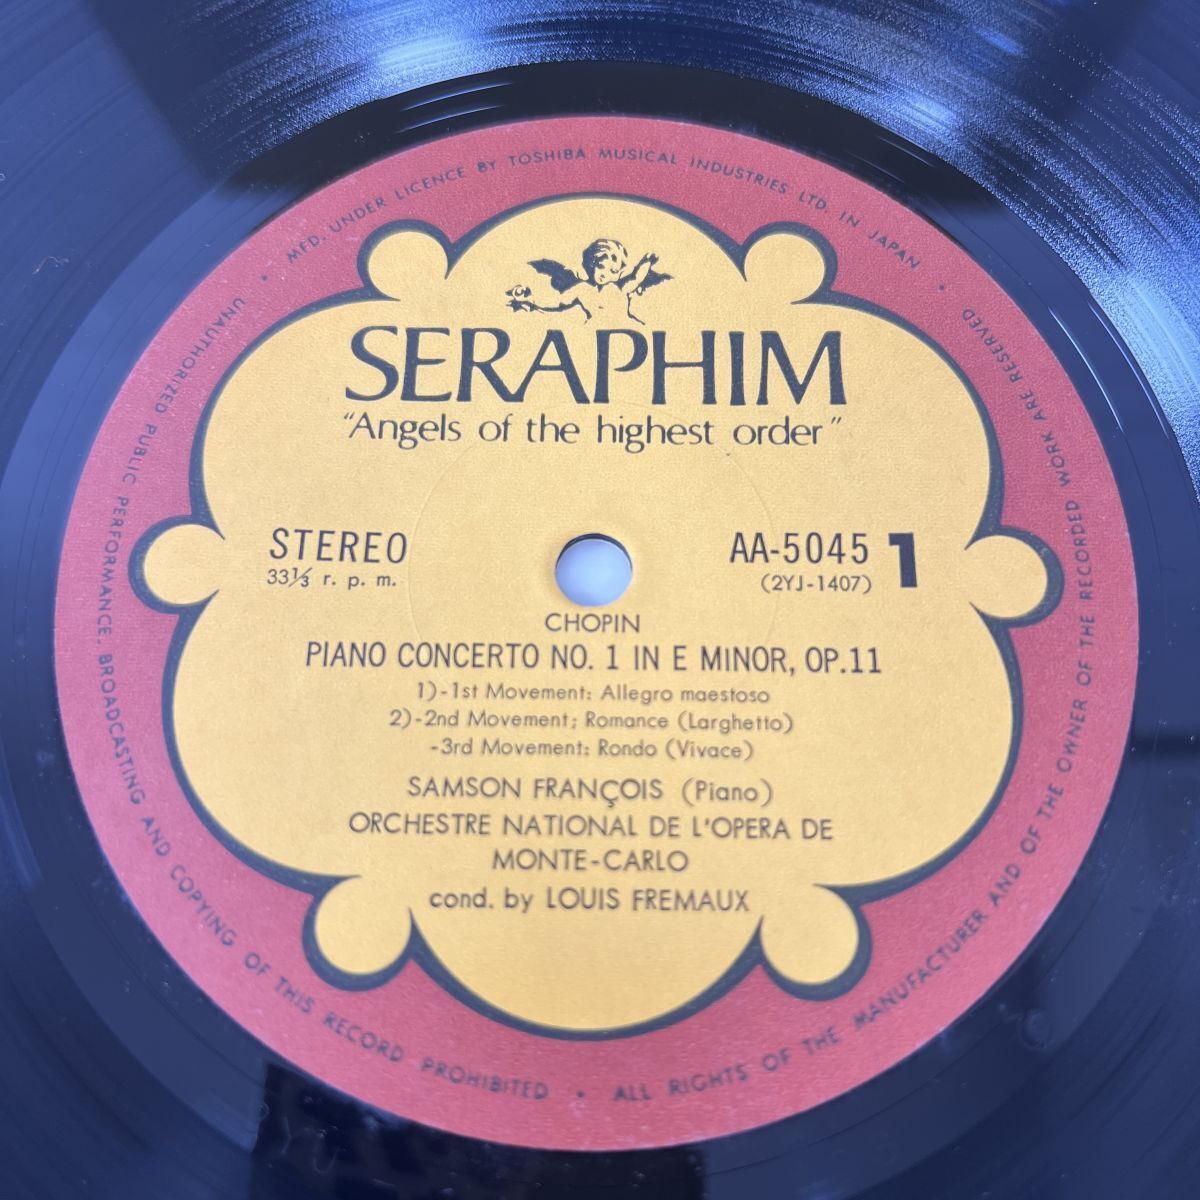 MFD. UNDER LICENCE BY TOSHIBA MUSICAL INDUSTRIES LTD. IN JAPAN
SERAPHIM
“Angels of the highest order”
STEREO
33⅓ r. p. m.
AA-5045 1
(2YJ-1407)
CHOPIN
PIANO CONCERTO NO. 1 IN E MINOR, OP.11
1)-1st Movement: Allegro maestoso
2)-2nd Movement; Romance (Larghetto)
-3rd Movement: Rondo (Vivace)
SAMSON FRANÇOIS (Piano)
ORCHESTRE NATIONAL DE L'OPERA DE
MONTE-CARLO
cond. by LOUIS FREMAUX
UNAUTHORIZED PUBLIC PERFORMANCE, BROADCASTING AND COPYING OF THIS RECORD PROHIBITED • ALL RIGHTS OF THE MANUFACTURER AND OF THE OWNER OF THE RECORDED WORK ARE RESERVED